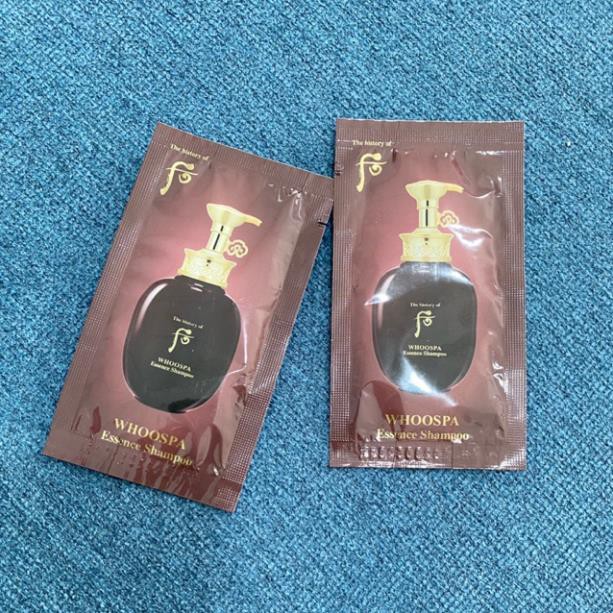 The history of
后
The history of
后
WHOOSPA
Essence Shampoo
WHOOSPA
Essence Shampoo
The history of
后
The history of
后
WHOOSPA
Essence Shampoo
WHOOSPA
Essence Shampoo